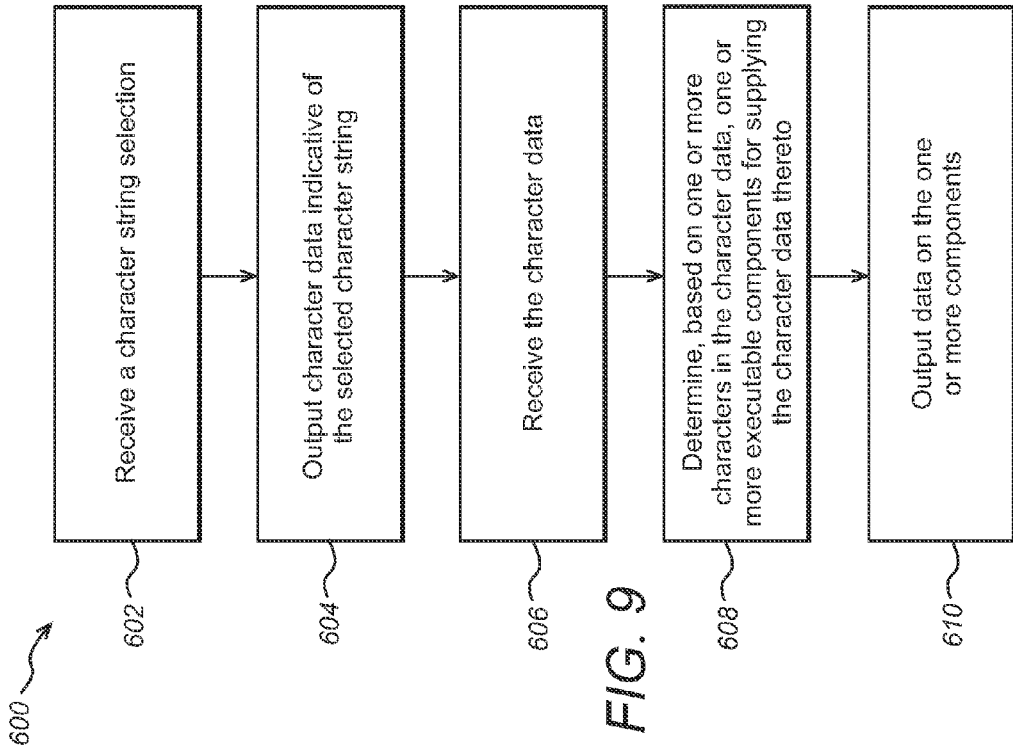 600
602
Receive a character string selection
604
Output character data indicative of
the selected character string
606
Receive the character data
608
Determine, based on one or more
characters in the character data, one or
more executable components for supplying
the character data thereto
610
Output data on the one
or more components
FIG. 9